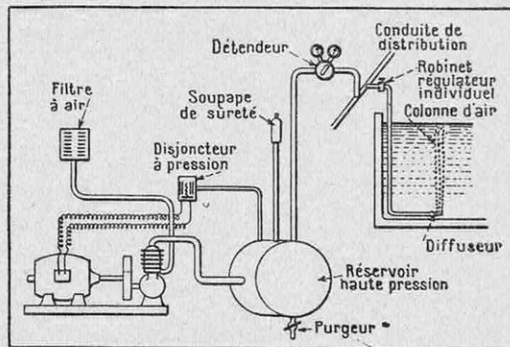 Conduite de
distribution
Détendeur
Robinet
régulateur
individuel
Colonne d'air
Filtre
à air
Soupape
de sûreté
Disjoncteur
à pression
Diffuseur
Réservoir
haute pression
Purgeur